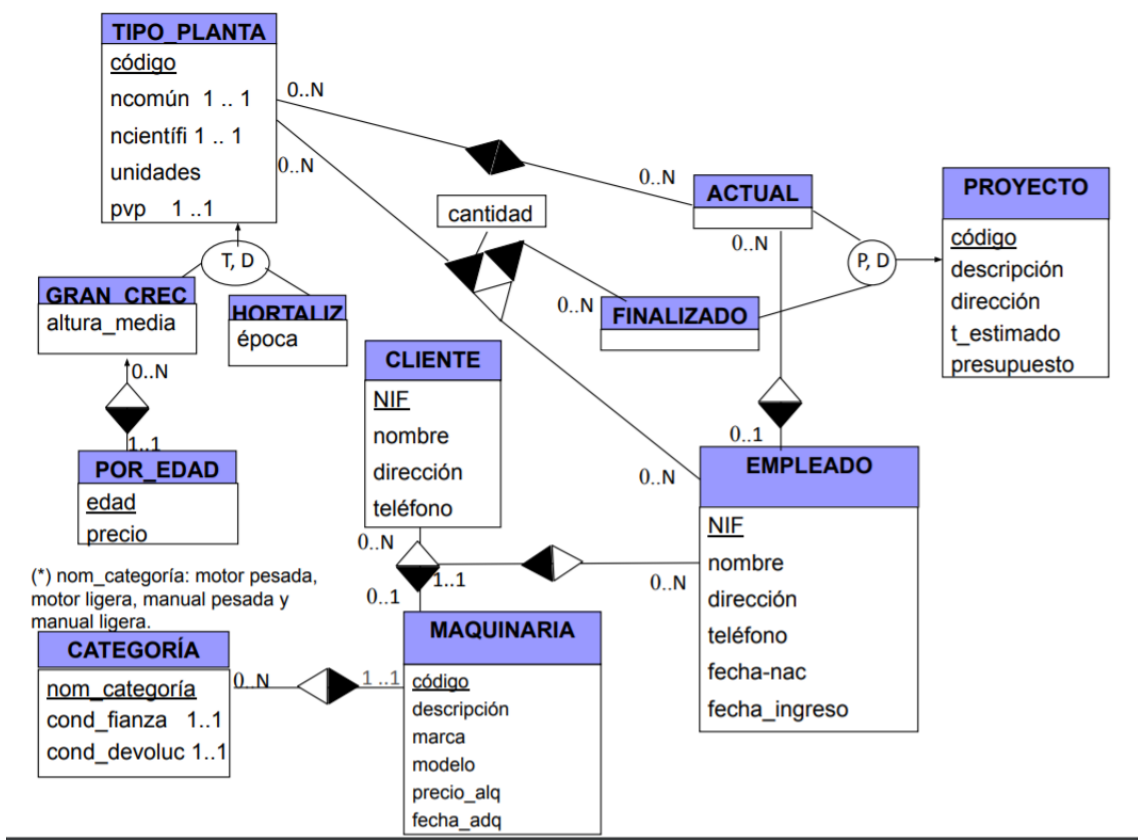 TIPO_PLANTA
código
ncomún 1 .. 1
ncientífi 1 .. 1
unidades
pvp 1 ..1
0..N
0..N
T, D
GRAN_CREC
altura_media
HORTALIZ
época
0..N
1..1
POR_EDAD
edad
precio
cantidad
0..N
ACTUAL
0..N
0..N
FINALIZADO
P, D
PROYECTO
código
descripción
dirección
t_estimado
presupuesto
CLIENTE
NIF
nombre
dirección
teléfono
0..N
0..1
1..1
0..N
0..1
0..N
EMPLEADO
NIF
nombre
dirección
teléfono
fecha-nac
fecha_ingreso
(*) nom_categoría: motor pesada,
motor ligera, manual pesada y
manual ligera.
CATEGORÍA
nom_categoría
cond_fianza 1..1
cond_devoluc 1..1
0..N
1 ..1
MAQUINARIA
código
descripción
marca
modelo
precio_alq
fecha_adq